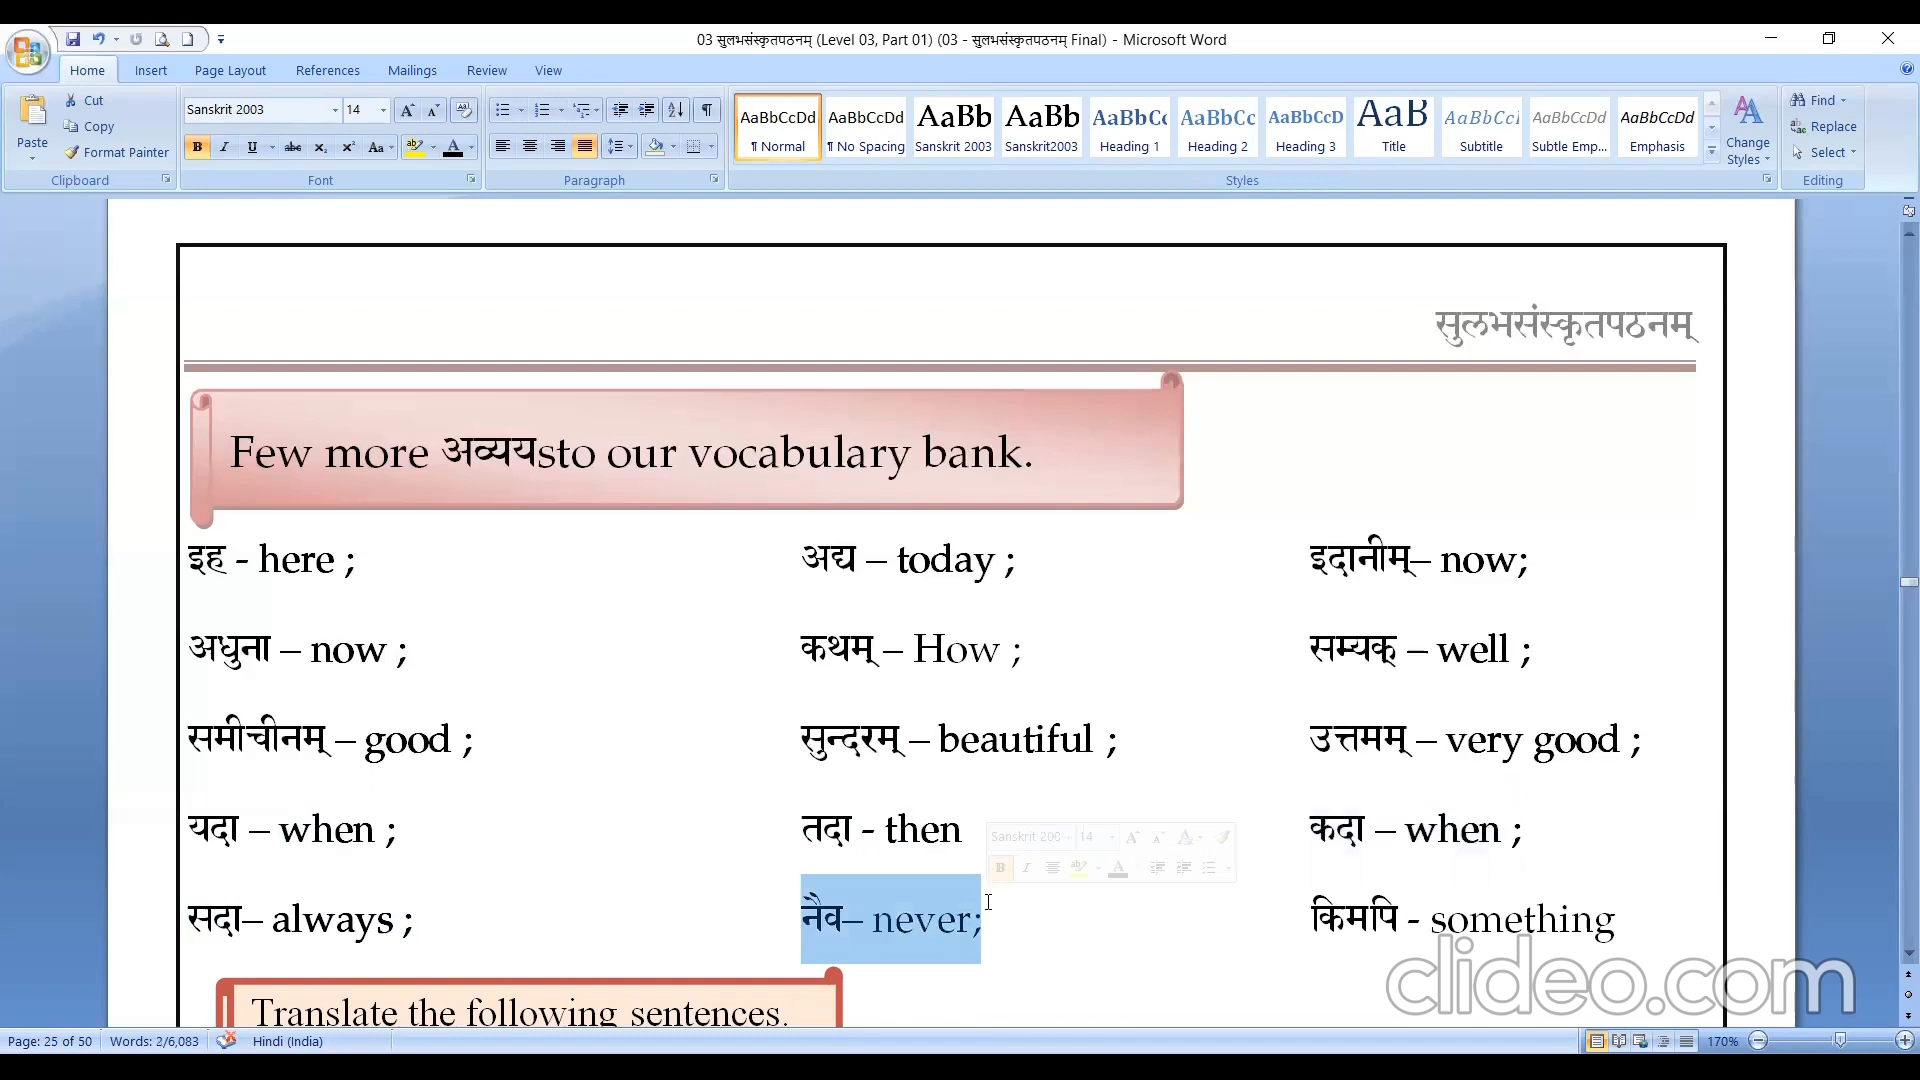 03 सुलभसंस्कृतपठनम् (Level 03, Part 01) (03 - सुलभसंस्कृतपठनम् Final) - Microsoft Word
Home Insert Page Layout References Mailings Review View
Paste
Cut
Copy
Format Painter
Clipboard
Sanskrit 2003 14
Font
Paragraph
AaBbCcDd AaBbCcDd AaBb AaBb AaBbCc AaBbCc AaBbCcD AaB AaBbCcI AaBbCcDd AaBbCcDd
¶ Normal ¶ No Spacing Sanskrit 2003 Sanskrit2003 Heading 1 Heading 2 Heading 3 Title Subtitle Subtle Emp... Emphasis
Change Styles
Styles
Find
Replace
Select
Editing
सुलभसंस्कृतपठनम्
Few more अव्ययsto our vocabulary bank.
इह - here ; अद्य – today ; इदानीम्– now;
अधुना – now ; कथम् – How ; सम्यक् – well ;
समीचीनम् – good ; सुन्दरम् – beautiful ; उत्तमम् – very good ;
यदा – when ; तदा - then कदा – when ;
Sanskrit 200 14
सदा– always ; नैव– never; किमपि - something
clideo.com
Translate the following sentences.
Page: 25 of 50 Words: 2/6,083 Hindi (India) 170%